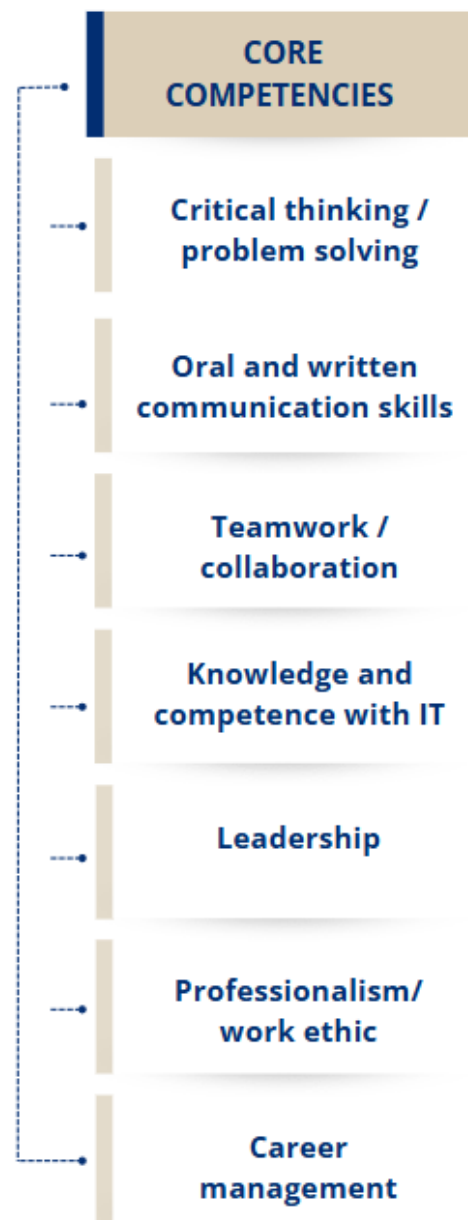 CORE
COMPETENCIES
Critical thinking /
problem solving
Oral and written
communication skills
Teamwork /
collaboration
Knowledge and
competence with IT
Leadership
Professionalism/
work ethic
Career
management